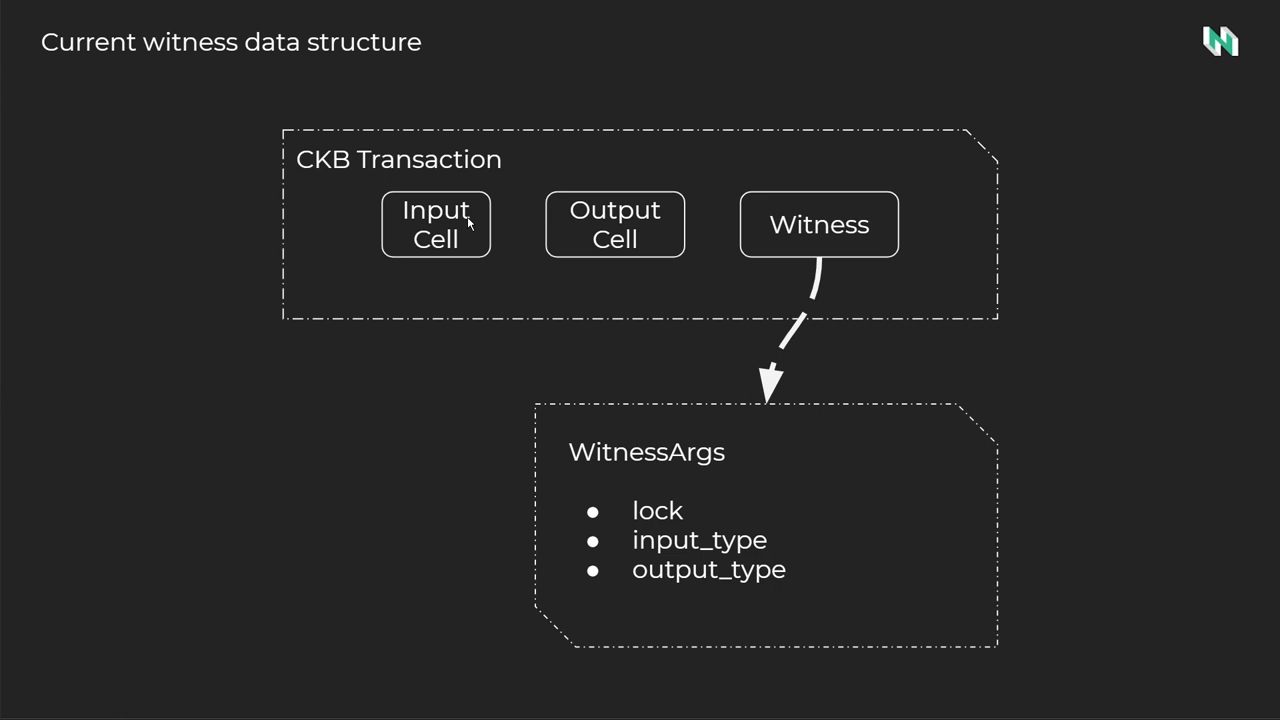 Current witness data structure
CKB Transaction
Input
Cell
Output
Cell
Witness
WitnessArgs
● lock
● input_type
● output_type